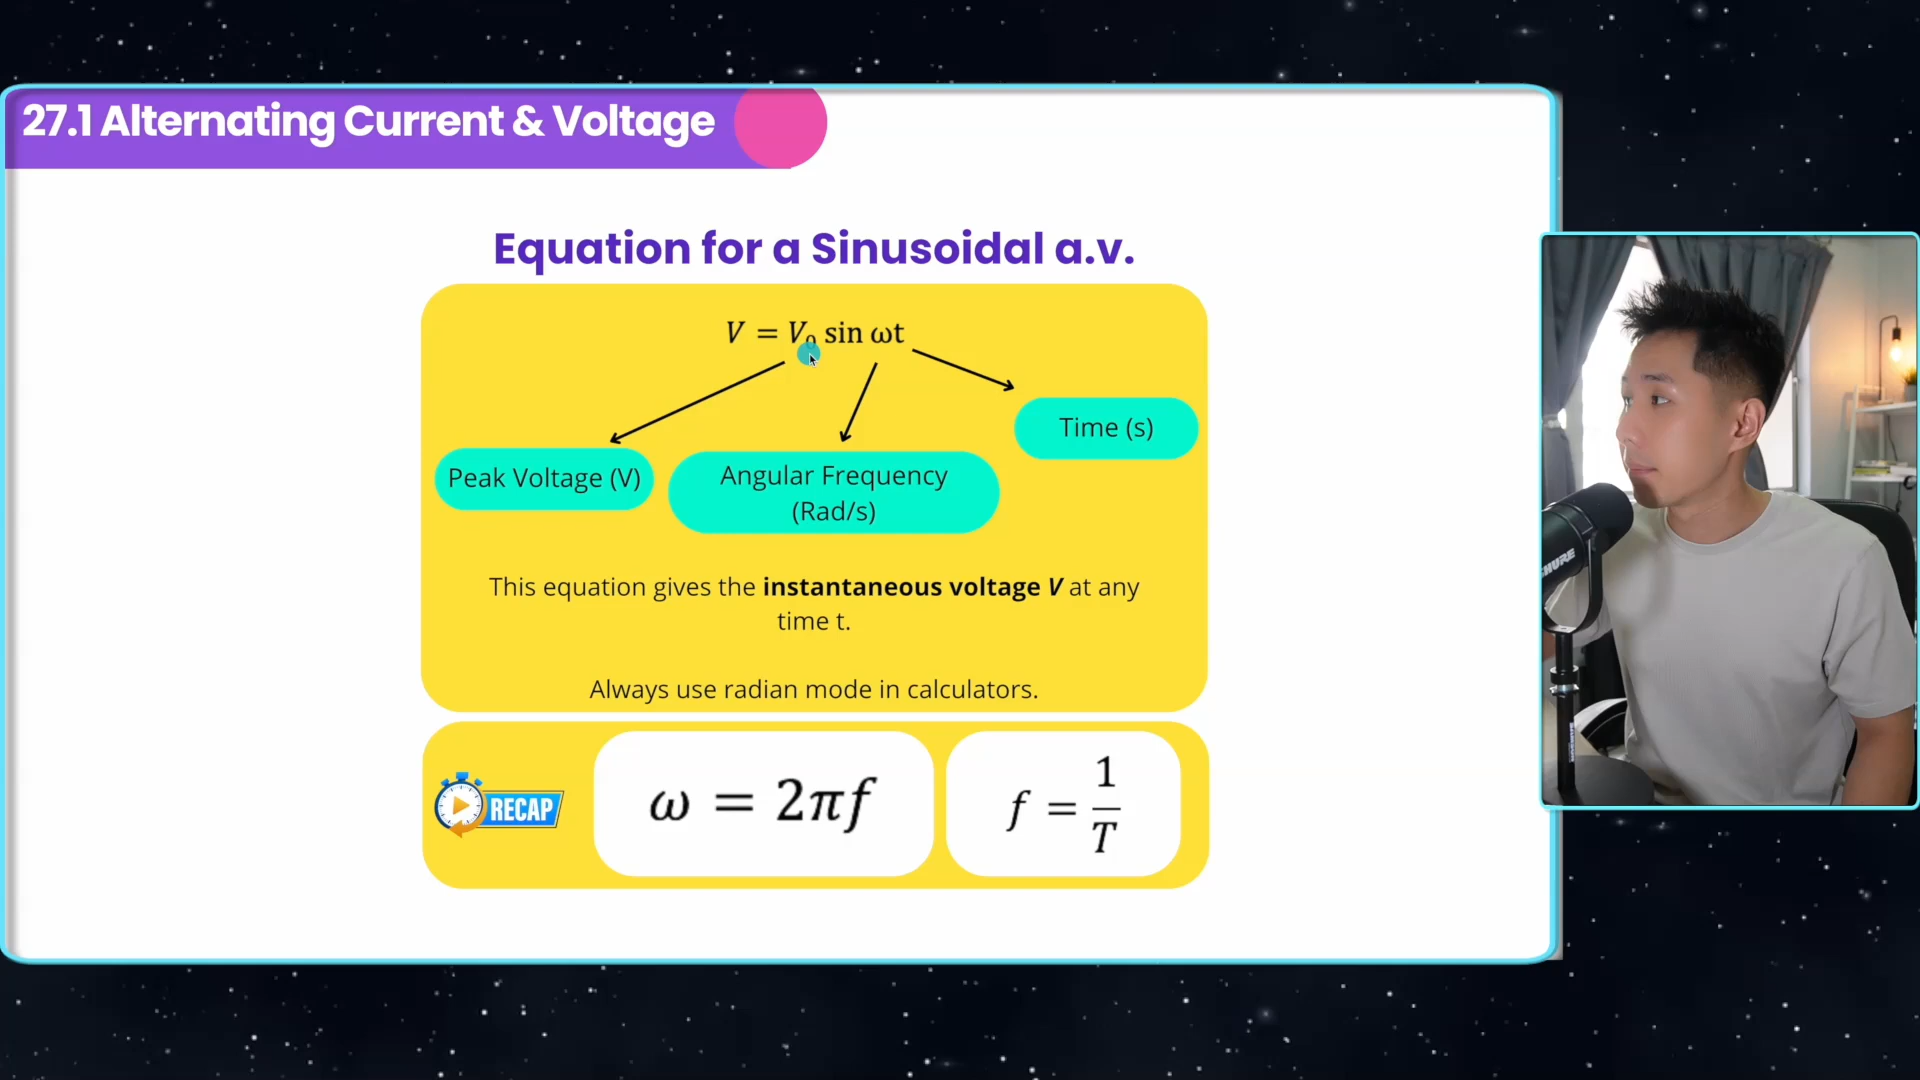 27.1 Alternating Current & Voltage
Equation for a Sinusoidal a.v.
V = V₀ sin ωt
Time (s)
Peak Voltage (V)
Angular Frequency
(Rad/s)
This equation gives the instantaneous voltage V at any
time t.
Always use radian mode in calculators.
RECAP
ω = 2πf
f = 1/T
SHURE